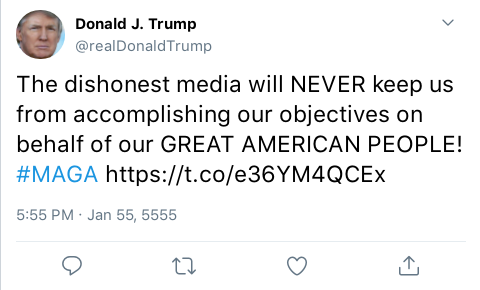 Donald J. Trump
@realDonaldTrump
The dishonest media will NEVER keep us
from accomplishing our objectives on
behalf of our GREAT AMERICAN PEOPLE!
#MAGA https://t.co/e36YM4QCEx
5:55 PM · Jan 55, 5555